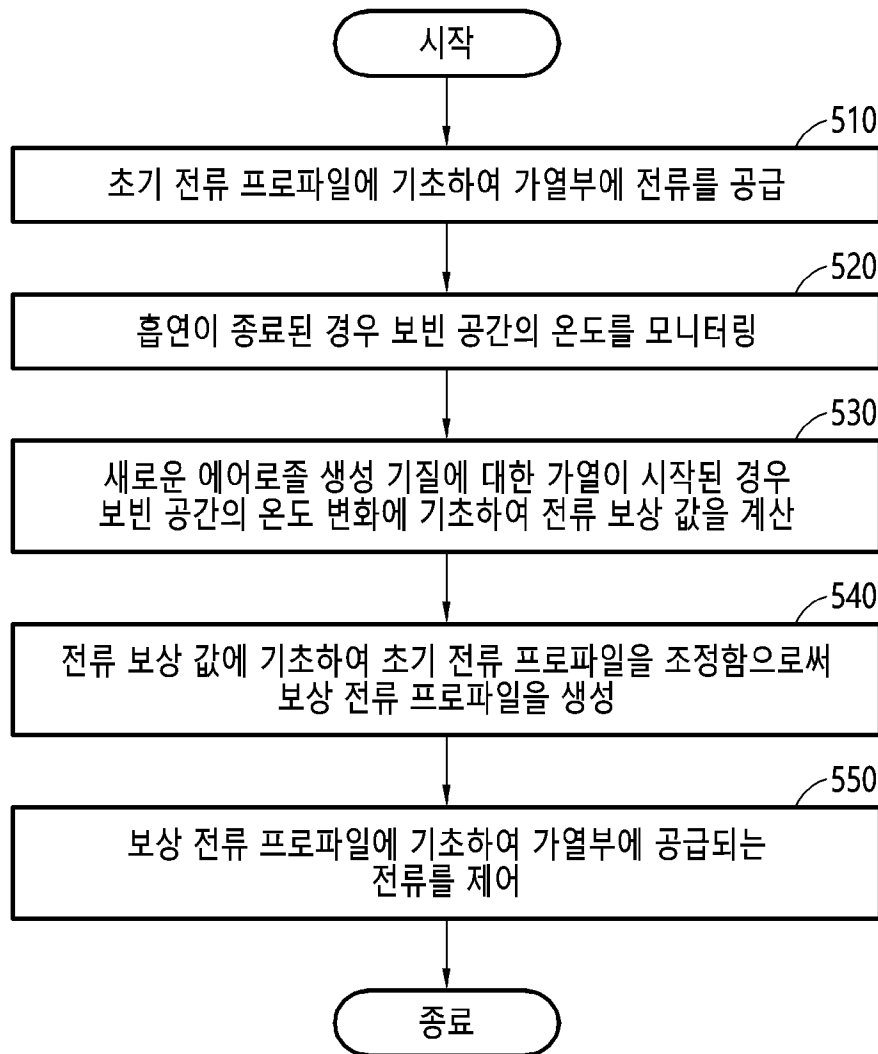 시작
510
초기 전류 프로파일에 기초하여 가열부에 전류를 공급
520
흡연이 종료된 경우 보빈 공간의 온도를 모니터링
530
새로운 에어로졸 생성 기질에 대한 가열이 시작된 경우
보빈 공간의 온도 변화에 기초하여 전류 보상 값을 계산
540
전류 보상 값에 기초하여 초기 전류 프로파일을 조정함으로써
보상 전류 프로파일을 생성
550
보상 전류 프로파일에 기초하여 가열부에 공급되는
전류를 제어
종료